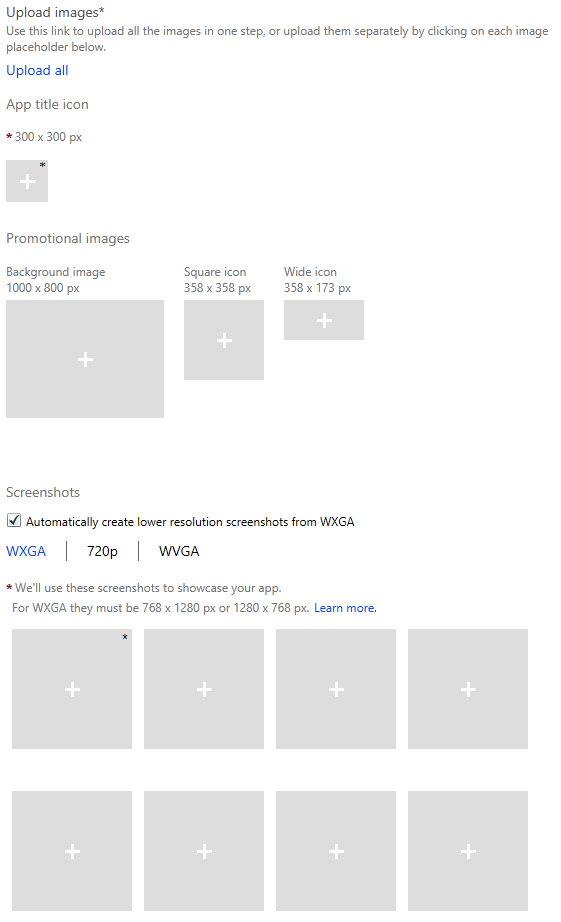 Upload images*
Use this link to upload all the images in one step, or upload them separately by clicking on each image
placeholder below.
Upload all
App title icon
* 300 x 300 px
*
Promotional images
Background image
1000 x 800 px
Square icon
358 x 358 px
Wide icon
358 x 173 px
Screenshots
Automatically create lower resolution screenshots from WXGA
WXGA | 720p | WVGA
* We'll use these screenshots to showcase your app.
For WXGA they must be 768 x 1280 px or 1280 x 768 px. Learn more.
*